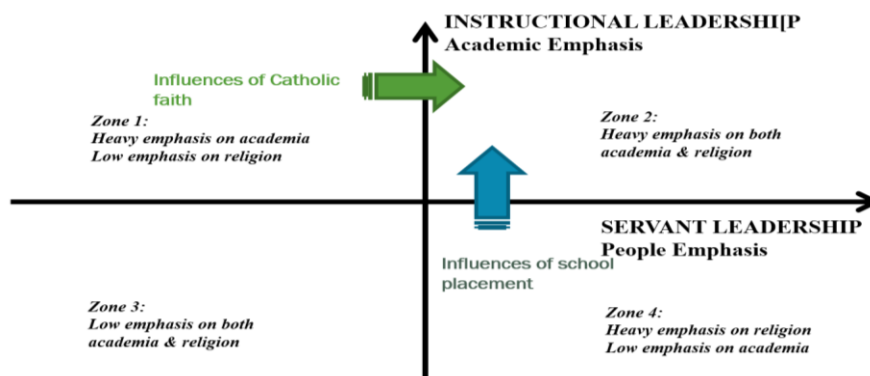 INSTRUCTIONAL LEADERSHI[P
Academic Emphasis
Influences of Catholic
faith
Zone 1:
Heavy emphasis on academia
Low emphasis on religion
Zone 2:
Heavy emphasis on both
academia & religion
SERVANT LEADERSHIP
People Emphasis
Influences of school
placement
Zone 3:
Low emphasis on both
academia & religion
Zone 4:
Heavy emphasis on religion
Low emphasis on academia